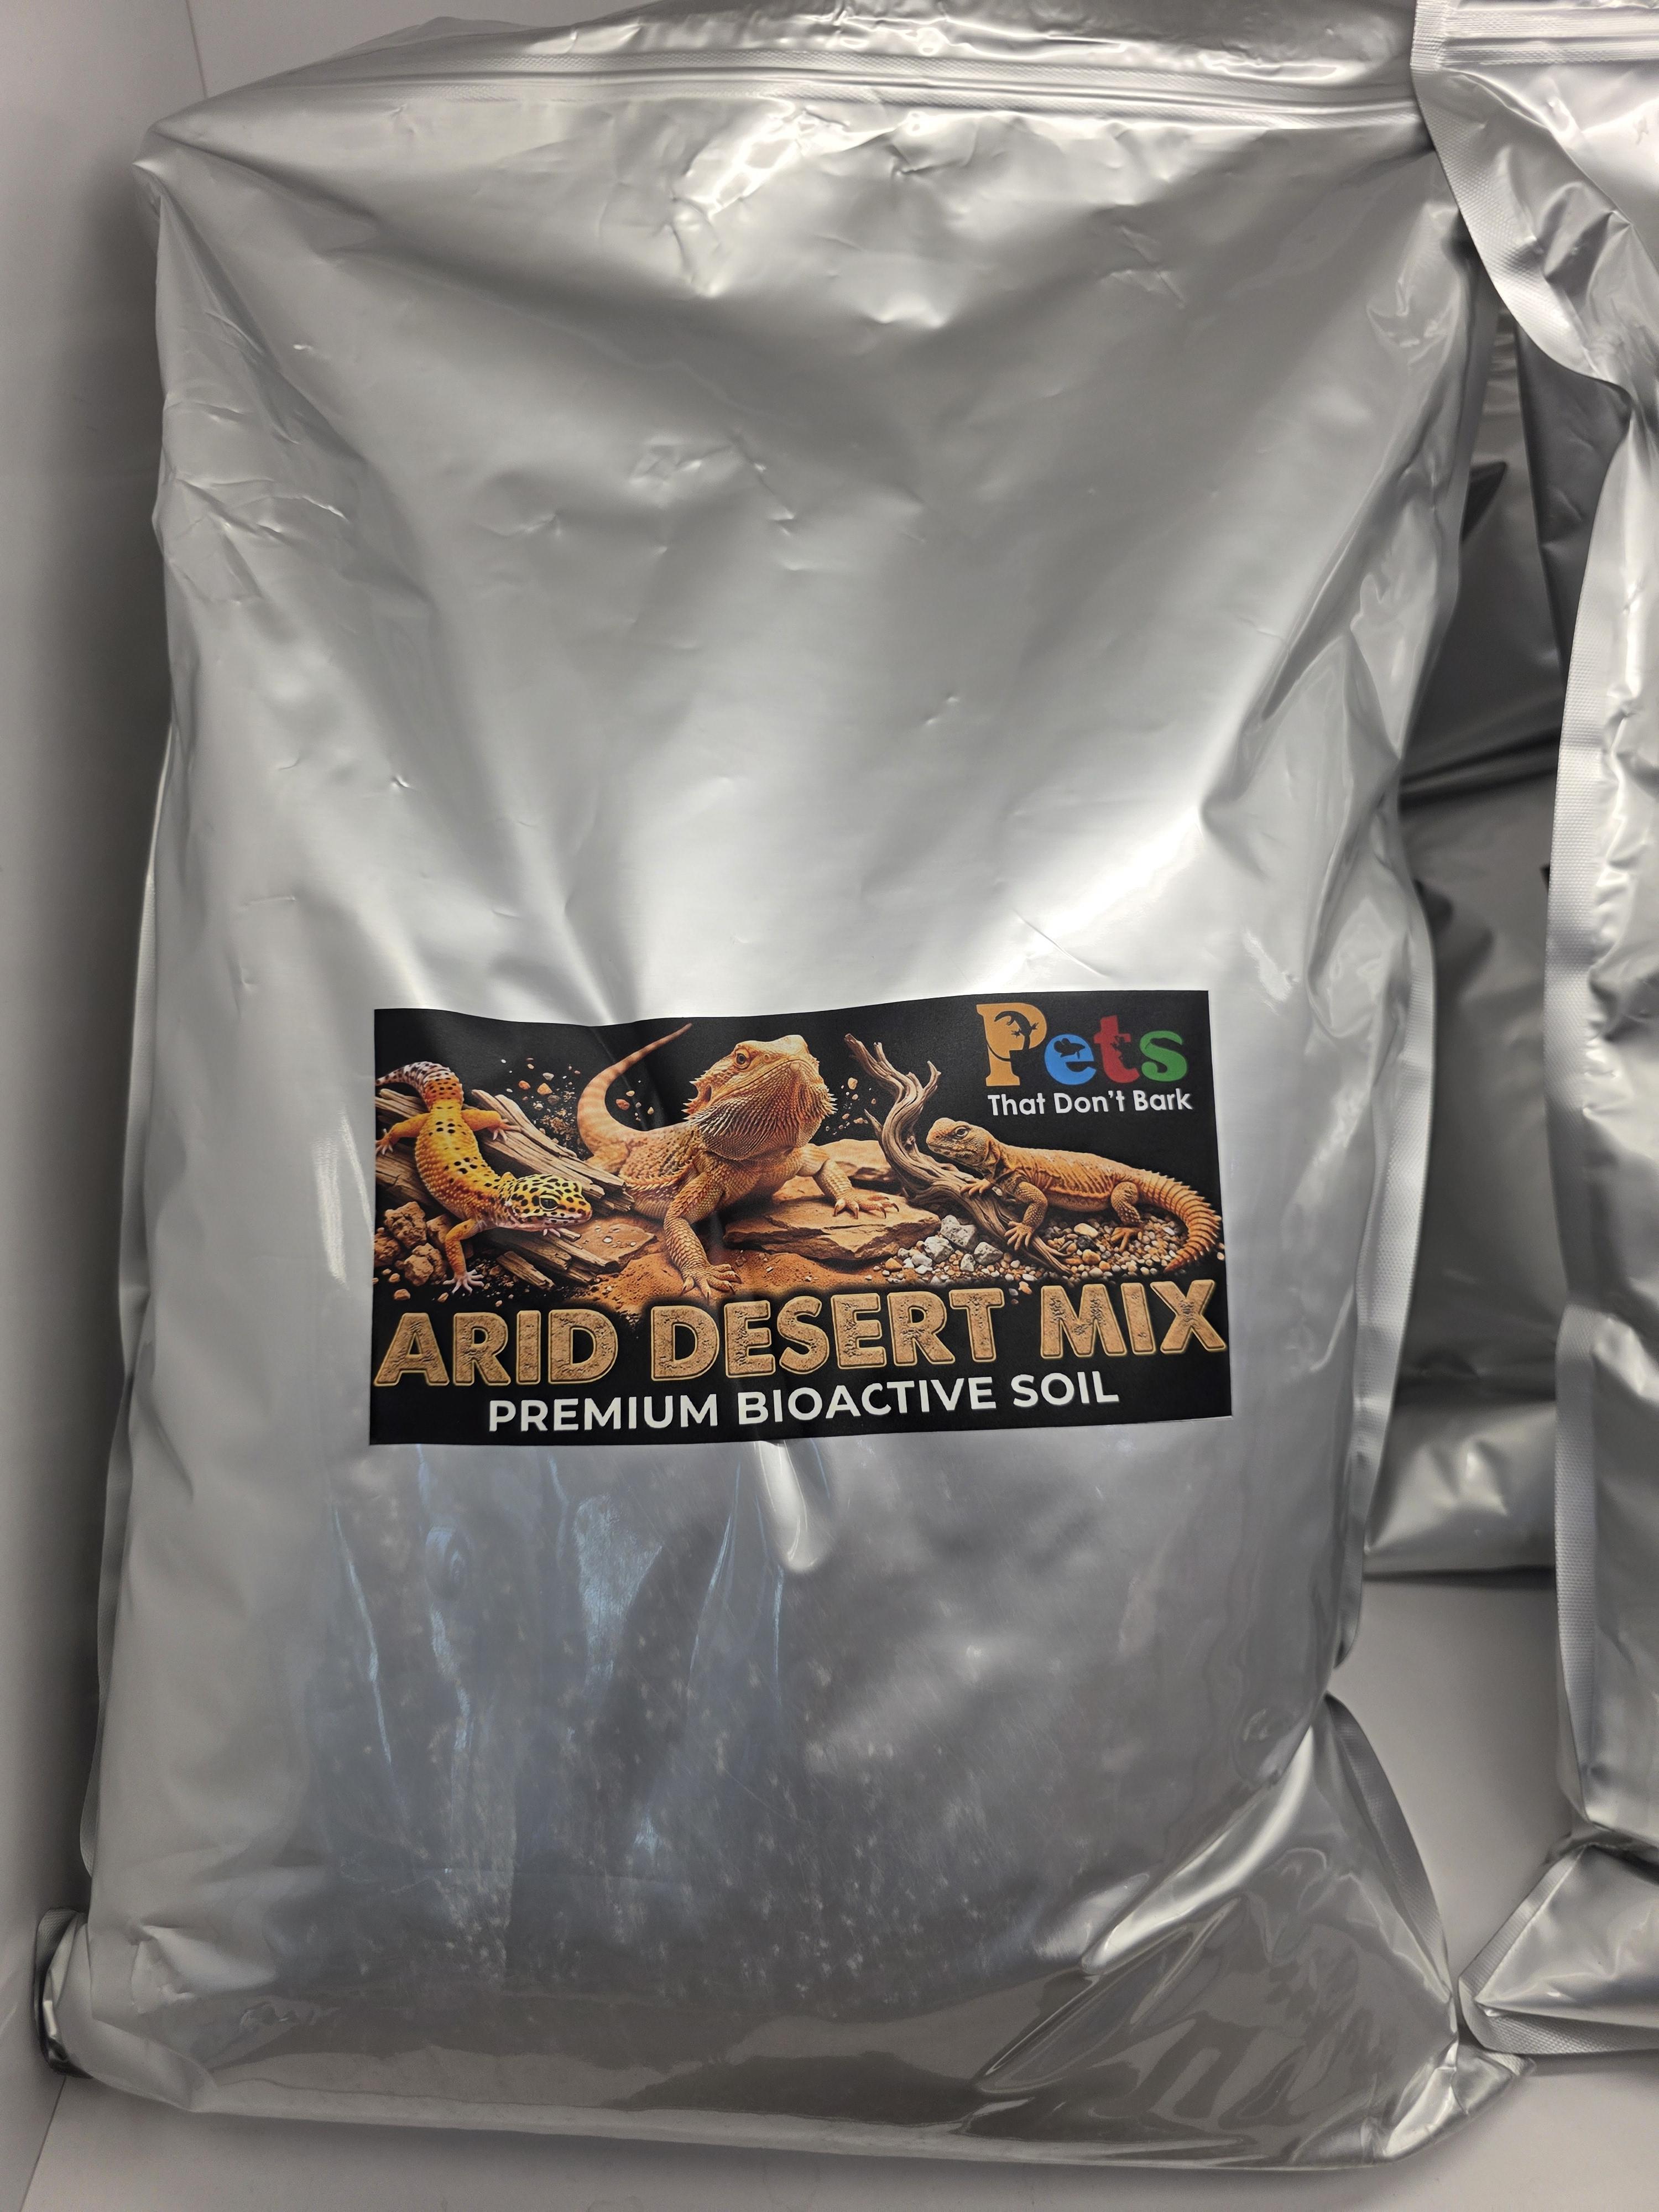 Pets
That Don't Bark
ARID DESERT MIX
PREMIUM BIOACTIVE SOIL